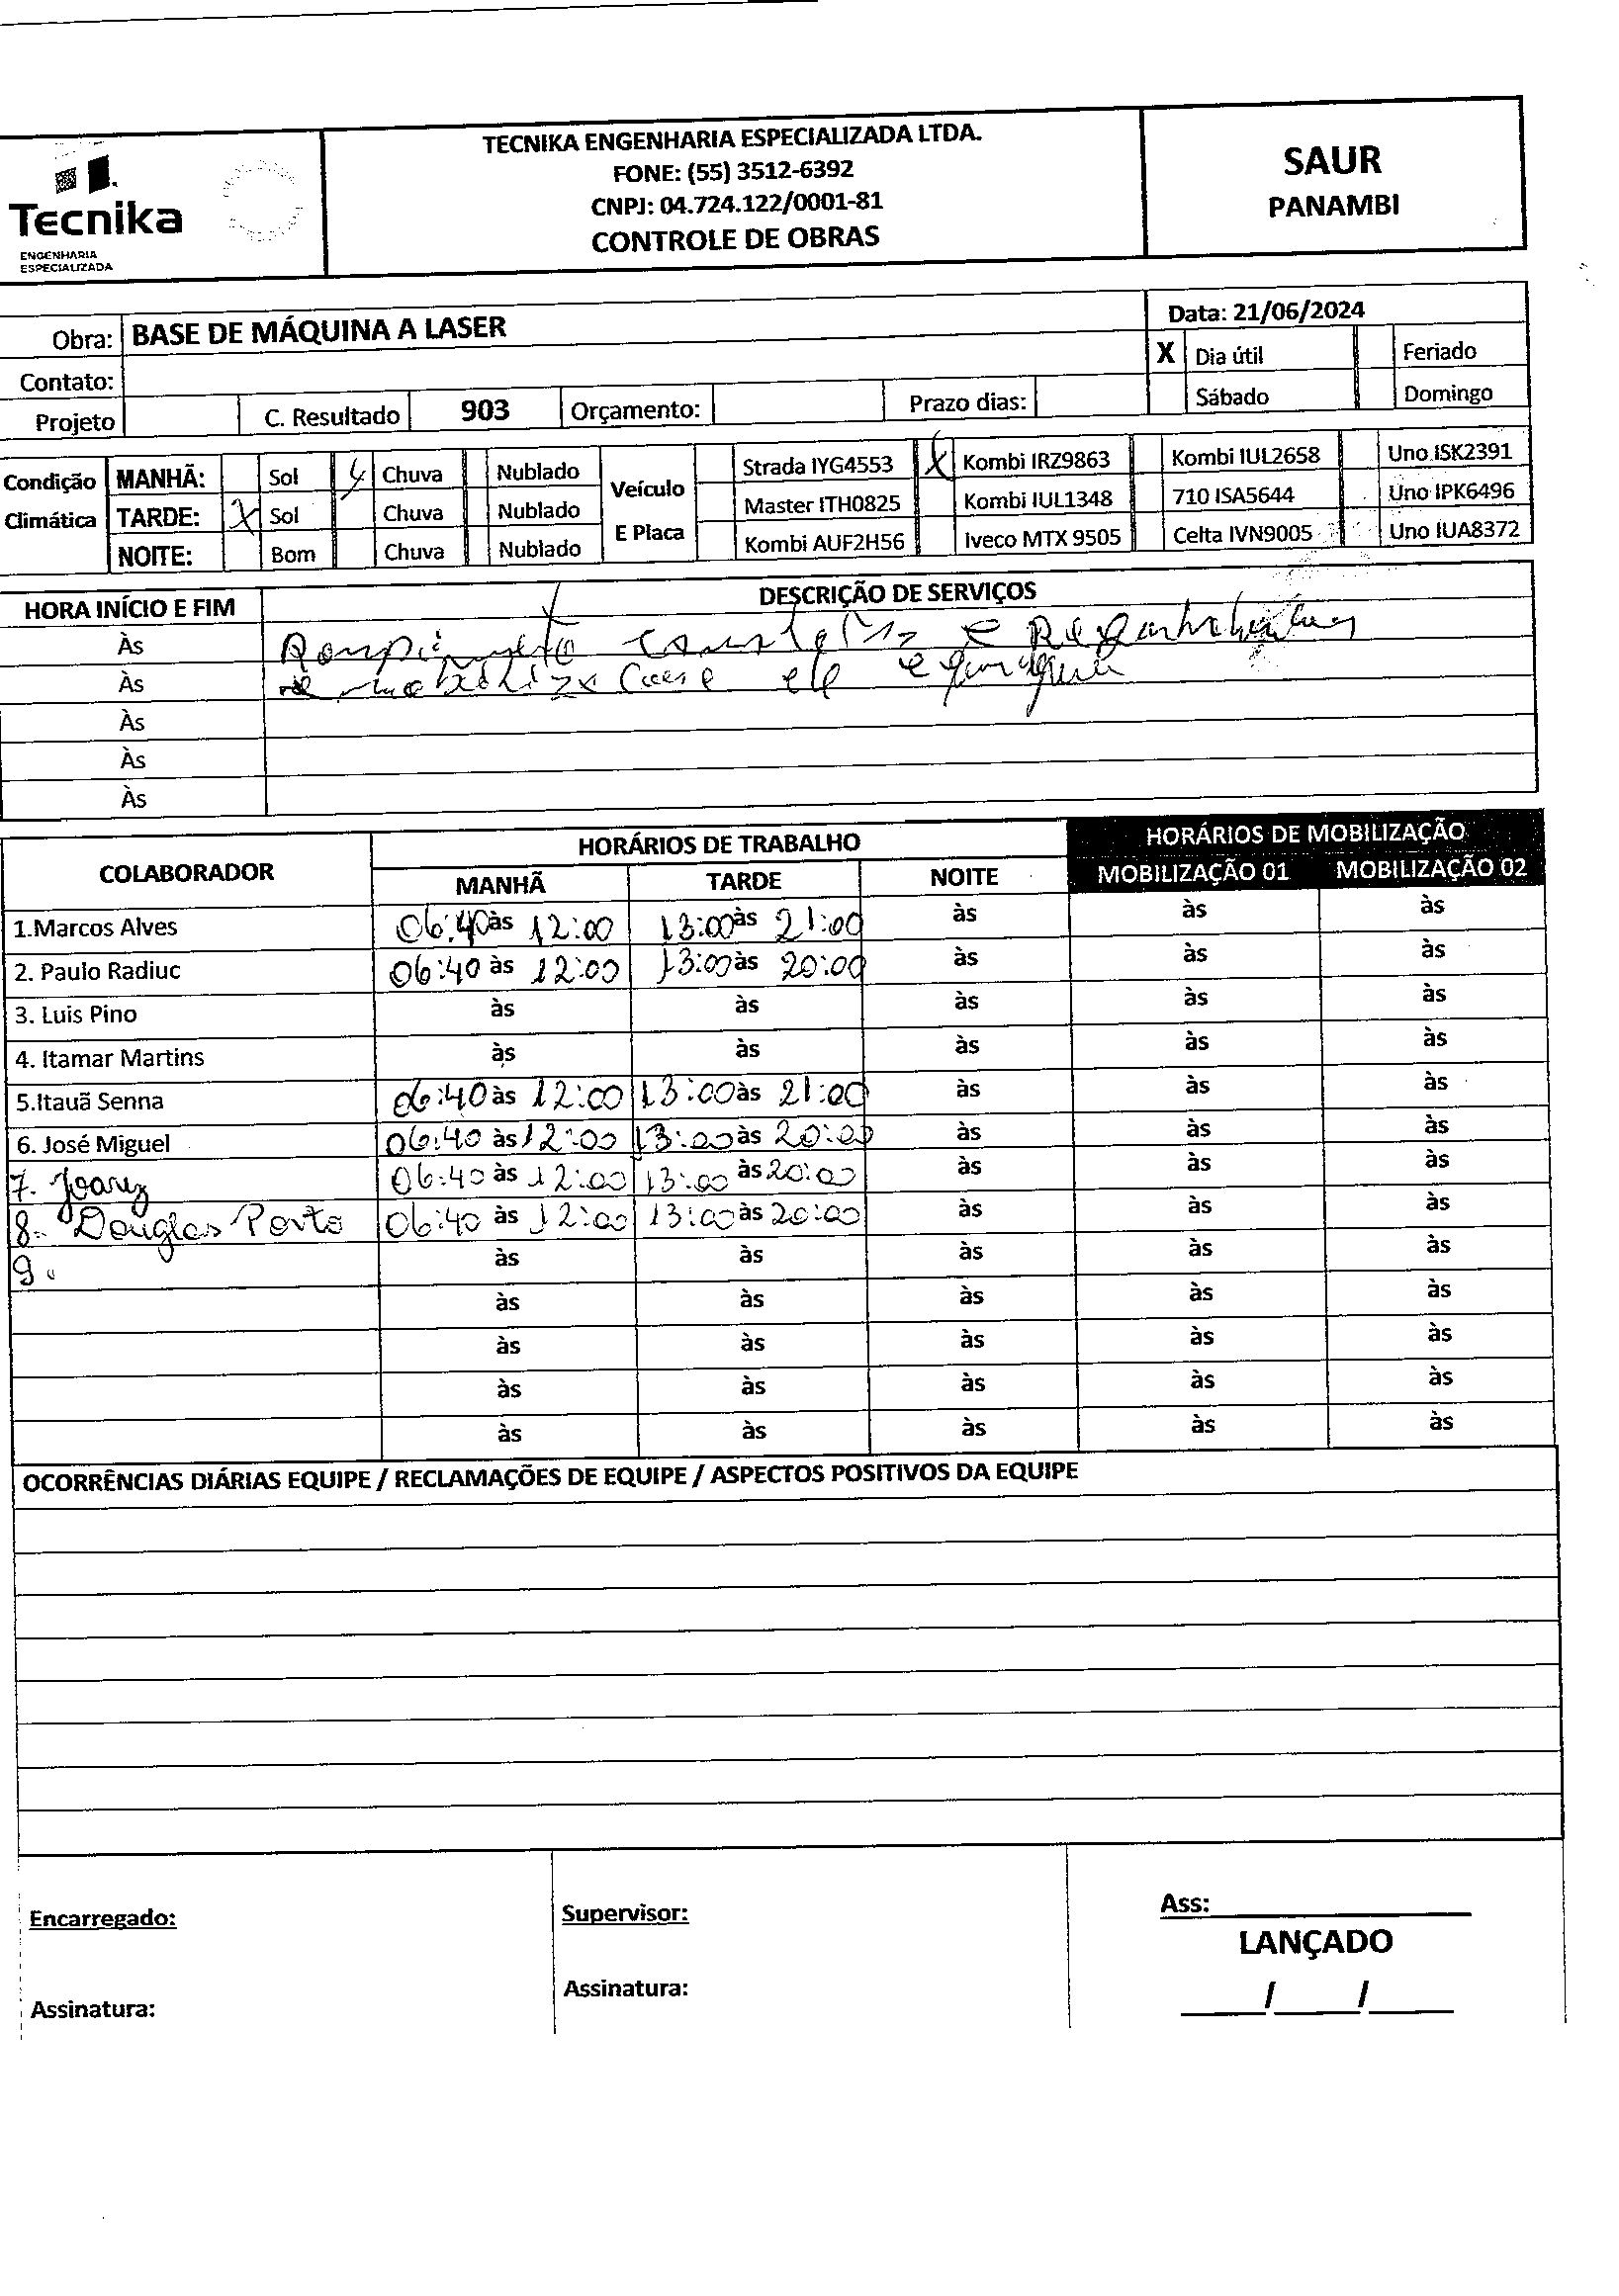 TECNIKA ENGENHARIA ESPECIALIZADA LTDA.
FONE: (55) 3512-6392
CNPJ: 04.724.122/0001-81
CONTROLE DE OBRAS
Tecnika
ENGENHARIA
ESPECIALIZADA
SAUR
PANAMBI
Obra: BASE DE MÁQUINA A LASER
Data: 21/06/2024
X Dia útil Feriado
Contato:
Sábado Domingo
Projeto C. Resultado 903 Orçamento: Prazo dias:
Condição Climática
MANHÃ: Sol X Chuva Nublado
TARDE: X Sol Chuva Nublado
NOITE: Bom Chuva Nublado
Veículo E Placa
Strada IYG4553 X Kombi IRZ9863 Kombi IUL2658 Uno ISK2391
Master ITH0825 Kombi IUL1348 710 ISA5644 Uno IPK6496
Kombi AUF2H56 Iveco MTX 9505 Celta IVN9005 Uno IUA8372
HORA INÍCIO E FIM DESCRIÇÃO DE SERVIÇOS
Às Rompimento e
Às
Às
Às
Às
COLABORADOR HORÁRIOS DE TRABALHO HORÁRIOS DE MOBILIZAÇÃO
MANHÃ TARDE NOITE MOBILIZAÇÃO 01 MOBILIZAÇÃO 02
1.Marcos Alves 06:40 às 12:00 13:00 às 21:00 às às às
2. Paulo Radiuc 06:40 às 12:00 13:00 às 20:00 às às às
3. Luis Pino às às às às às
4. Itamar Martins às às às às às
5.Itauã Senna 06:40 às 12:00 13:00 às 21:00 às às às
6. José Miguel 06:40 às 12:00 13:00 às 20:00 às às às
7. Joarez 06:40 às 12:00 13:00 às 20:00 às às às
8- Douglas Porto 06:40 às 12:00 13:00 às 20:00 às às às
9. às às às às às
às às às às às
às às às às às
às às às às às
às às às às às
OCORRÊNCIAS DIÁRIAS EQUIPE / RECLAMAÇÕES DE EQUIPE / ASPECTOS POSITIVOS DA EQUIPE
Encarregado: Supervisor: Ass:
LANÇADO
Assinatura: Assinatura: / /